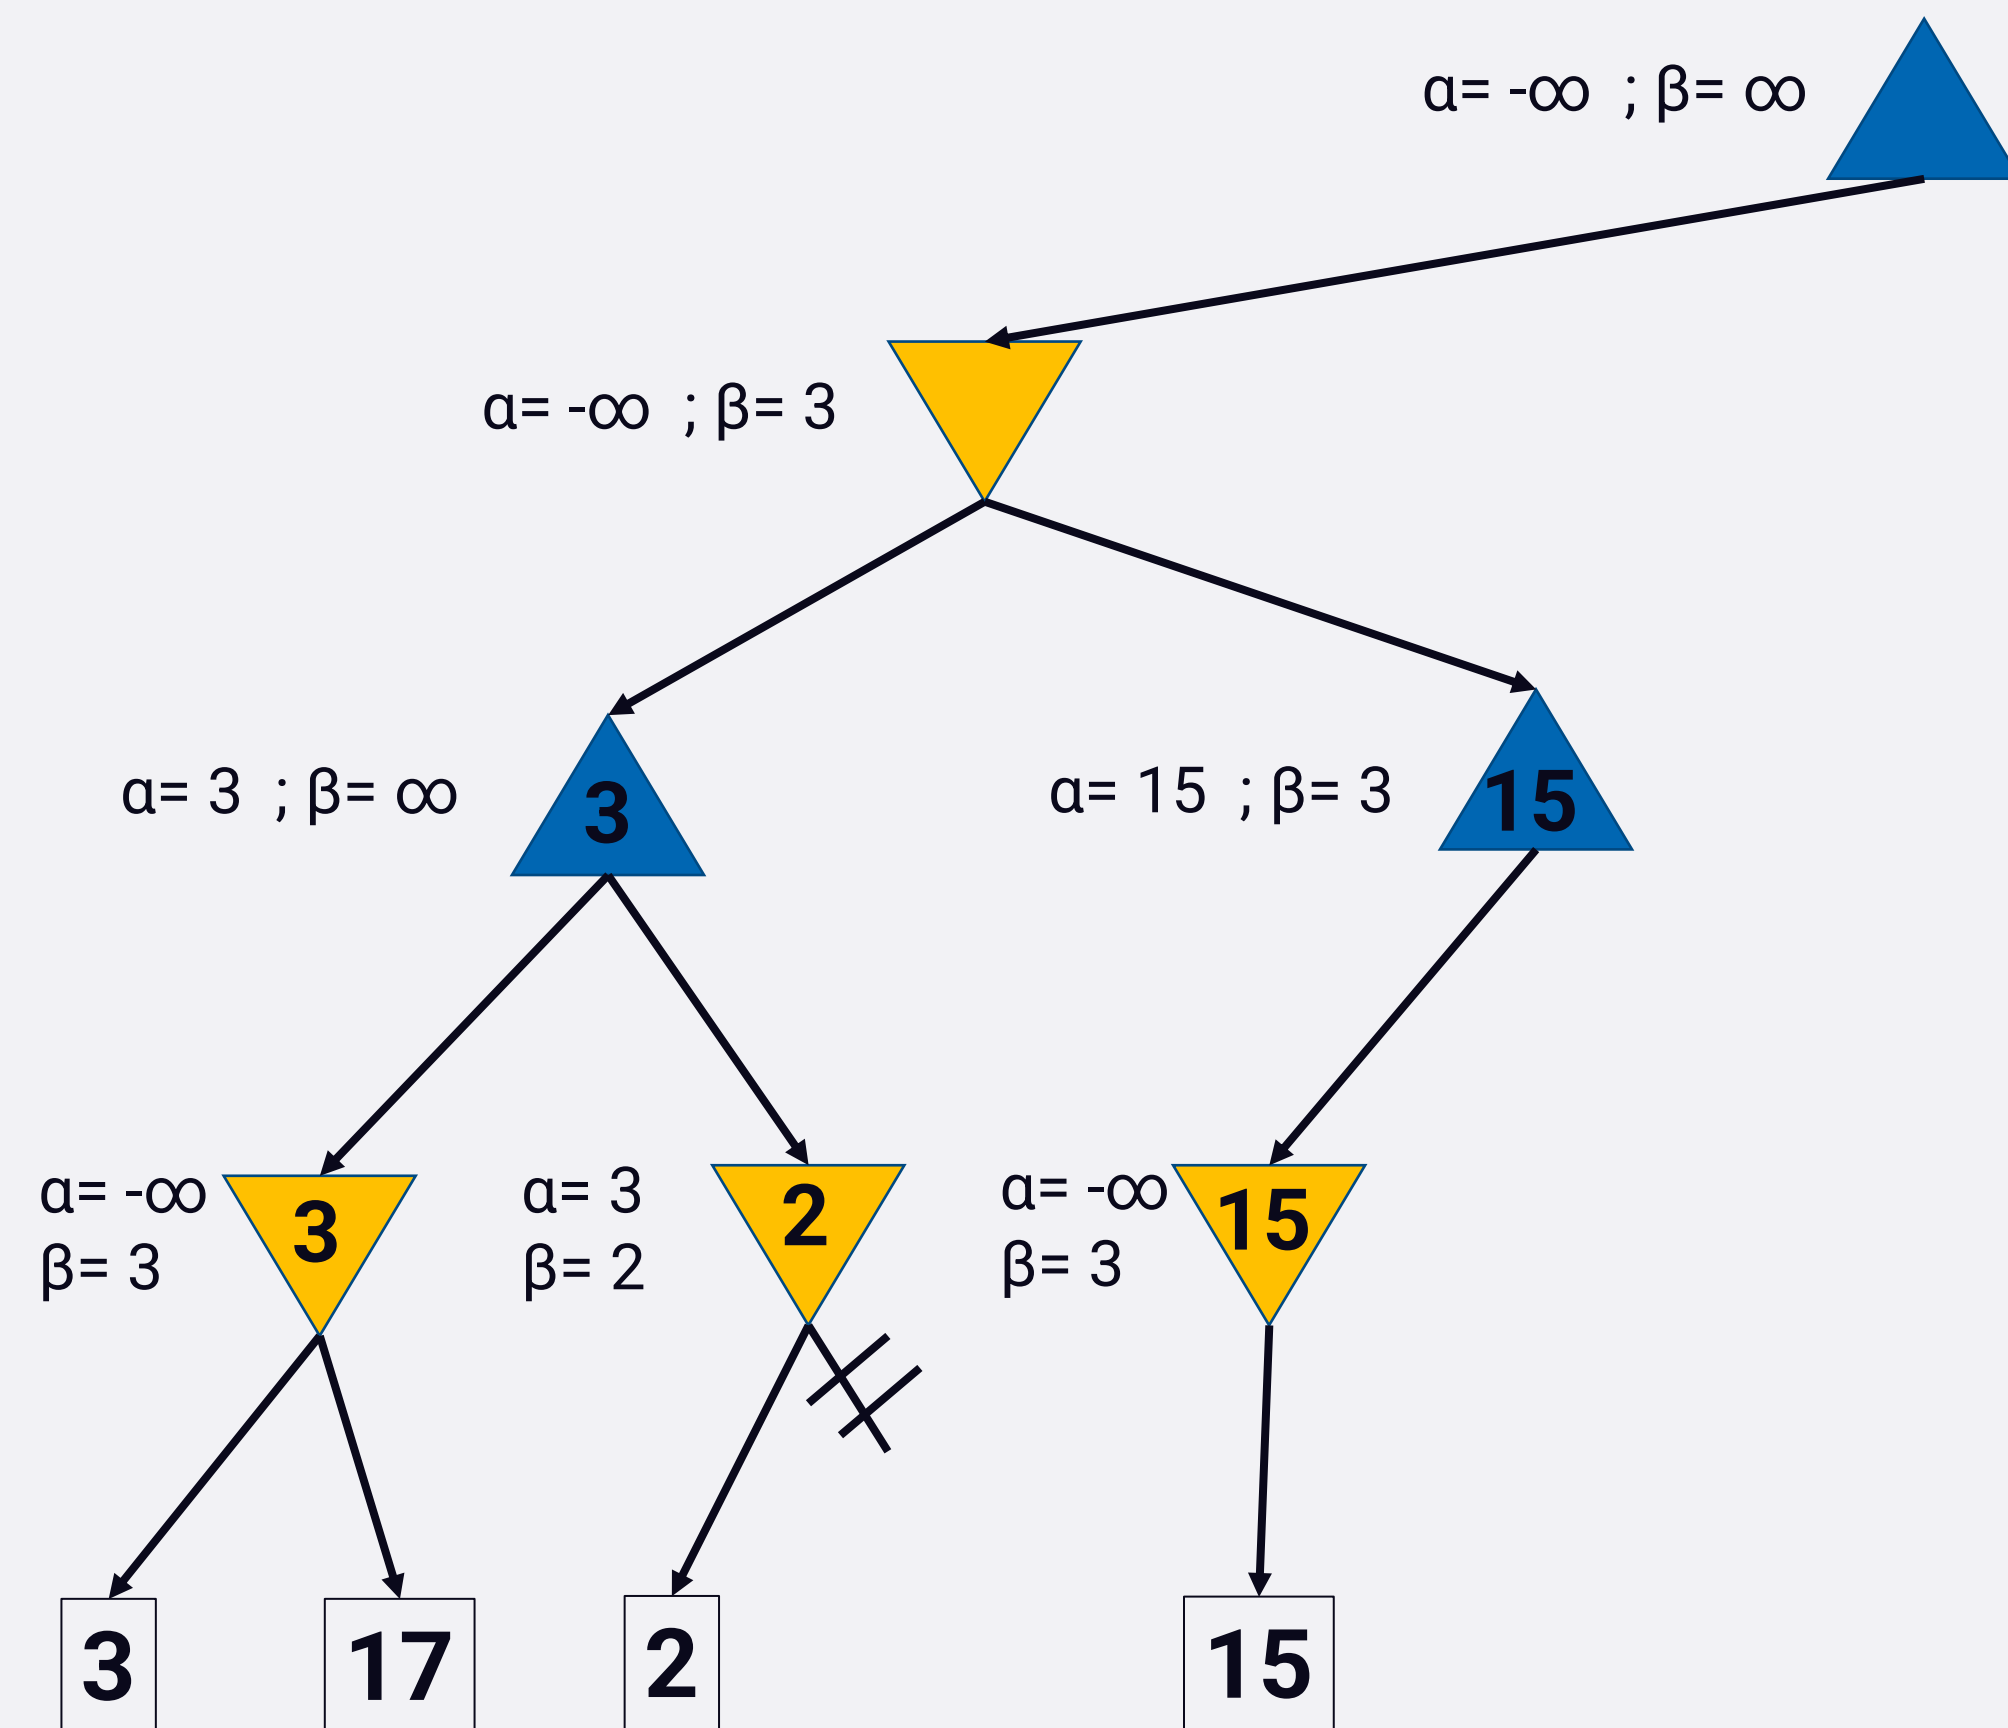 α= -∞ ; β= ∞
α= -∞ ; β= 3
α= 3 ; β= ∞
3
α= 15 ; β= 3
15
α= -∞
β= 3
3
α= 3
β= 2
2
α= -∞
β= 3
15
3
17
2
15